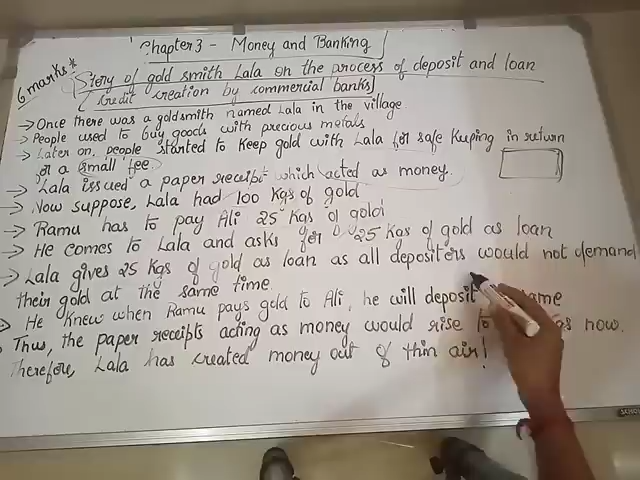 Chapter 3 - Money and Banking
6 marks*
Story of gold smith Lala on the process of deposit and loan
Credit creation by commercial banks
→ Once there was a goldsmith named Lala in the village
→ People used to buy goods with precious metals
→ Later on, people started to keep gold with Lala for safe keeping in return
for a small fee.
→ Lala issued a paper receipt which acted as money.
→ Now suppose, Lala had 100 Kgs of gold
→ Ramu has to pay Ali 25 Kgs of gold
→ He comes to Lala and asks for 25 Kgs of gold as loan
→ Lala gives 25 Kgs of gold as loan as all depositers would not demand
their gold at the same time.
→ He knew when Ramu pays gold to Ali, he will deposit
Thus, the paper receipts acting as money would rise to now.
Therefore, Lala has created money out of thin air!